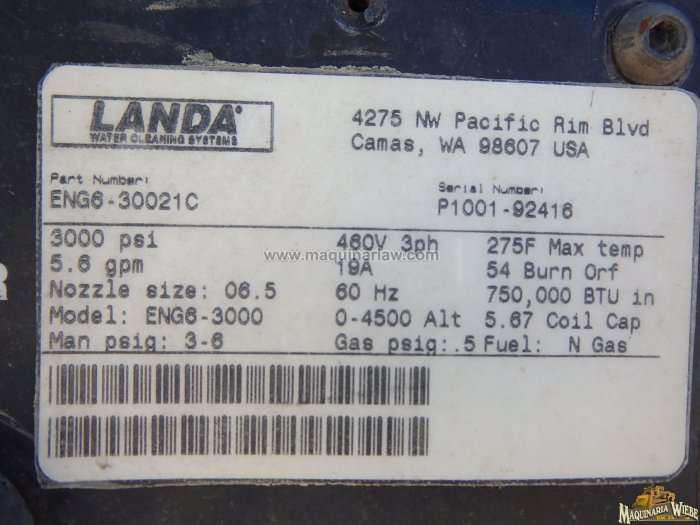 LANDA
WATER CLEANING SYSTEMS
4275 NW Pacific Rim Blvd
Camas, WA 98607 USA
Part Number:
ENG6-30021C
Serial Number:
P1001-92416
3000 psi 460V 3ph 275F Max temp
www.maquinariaw.com
5.6 gpm 19A 54 Burn Orf
Nozzle size: 06.5 60 Hz 750,000 BTU in
Model: ENG6-3000 0-4500 Alt 5.67 Coil Cap
Man psig: 3-6 Gas psig:.5 Fuel: N Gas
R
MAQUINARIA WIEBE